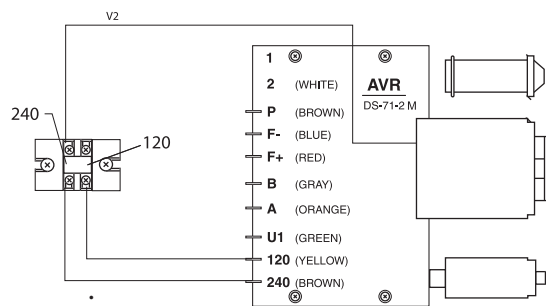 V2
1
2 (WHITE)
AVR
DS-71-2 M
P (BROWN)
F- (BLUE)
F+ (RED)
B (GRAY)
A (ORANGE)
U1 (GREEN)
120 (YELLOW)
240 (BROWN)
240
120